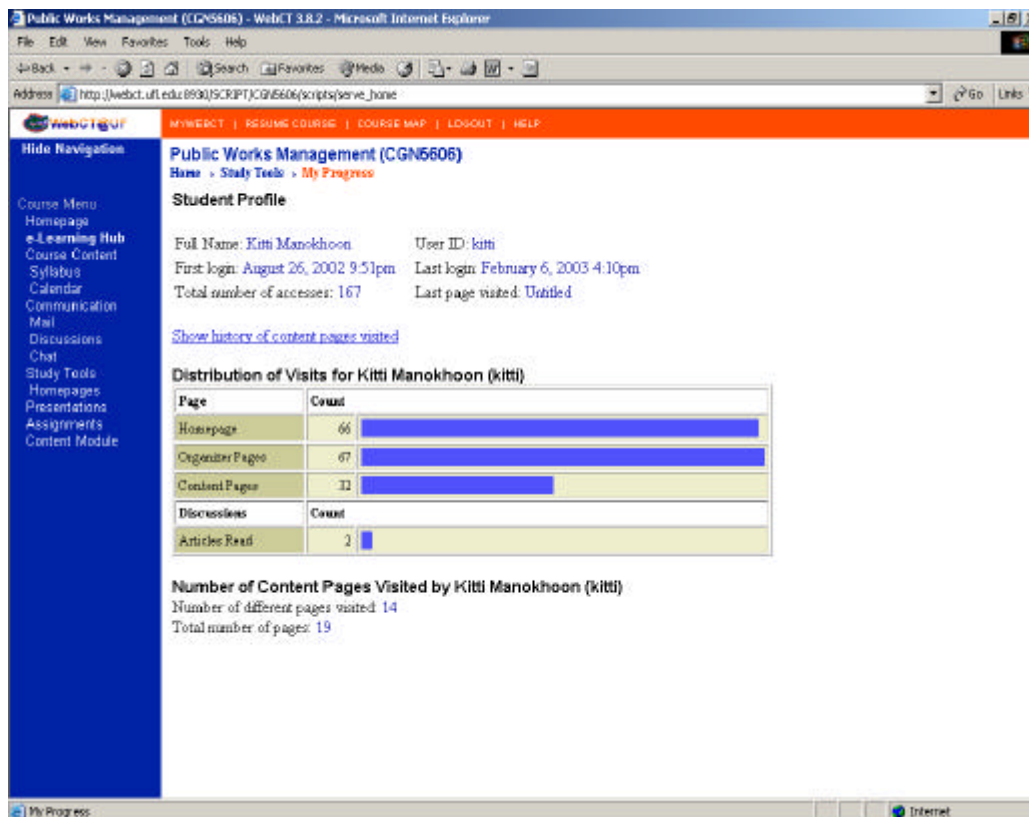 Public Works Management (CGN5606) - WebCT 3.8.2 - Microsoft Internet Explorer
File Edit View Favorites Tools Help
Back Search Favorites Media
Address http://webct.ufl.edu:8930/SCRIPT/CGN5606/scripts/serve_home Go Links
WebCT@UF MYWEBCT | RESUME COURSE | COURSE MAP | LOGOUT | HELP
Hide Navigation
Course Menu
Homepage
e-Learning Hub
Course Content
Syllabus
Calendar
Communication
Mail
Discussions
Chat
Study Tools
Homepages
Presentations
Assignments
Content Module
Public Works Management (CGN5606)
Home › Study Tools › My Progress
Student Profile
Full Name: Kitti Manokhoon User ID: kitti
First login: August 26, 2002 9:51pm Last login: February 6, 2003 4:10pm
Total number of accesses: 167 Last page visited: Untitled
Show history of content pages visited
Distribution of Visits for Kitti Manokhoon (kitti)
Page Count
Homepage 66
Organizer Pages 67
Content Pages 32
Discussions Count
Articles Read 2
Number of Content Pages Visited by Kitti Manokhoon (kitti)
Number of different pages visited: 14
Total number of pages: 19
My Progress Internet